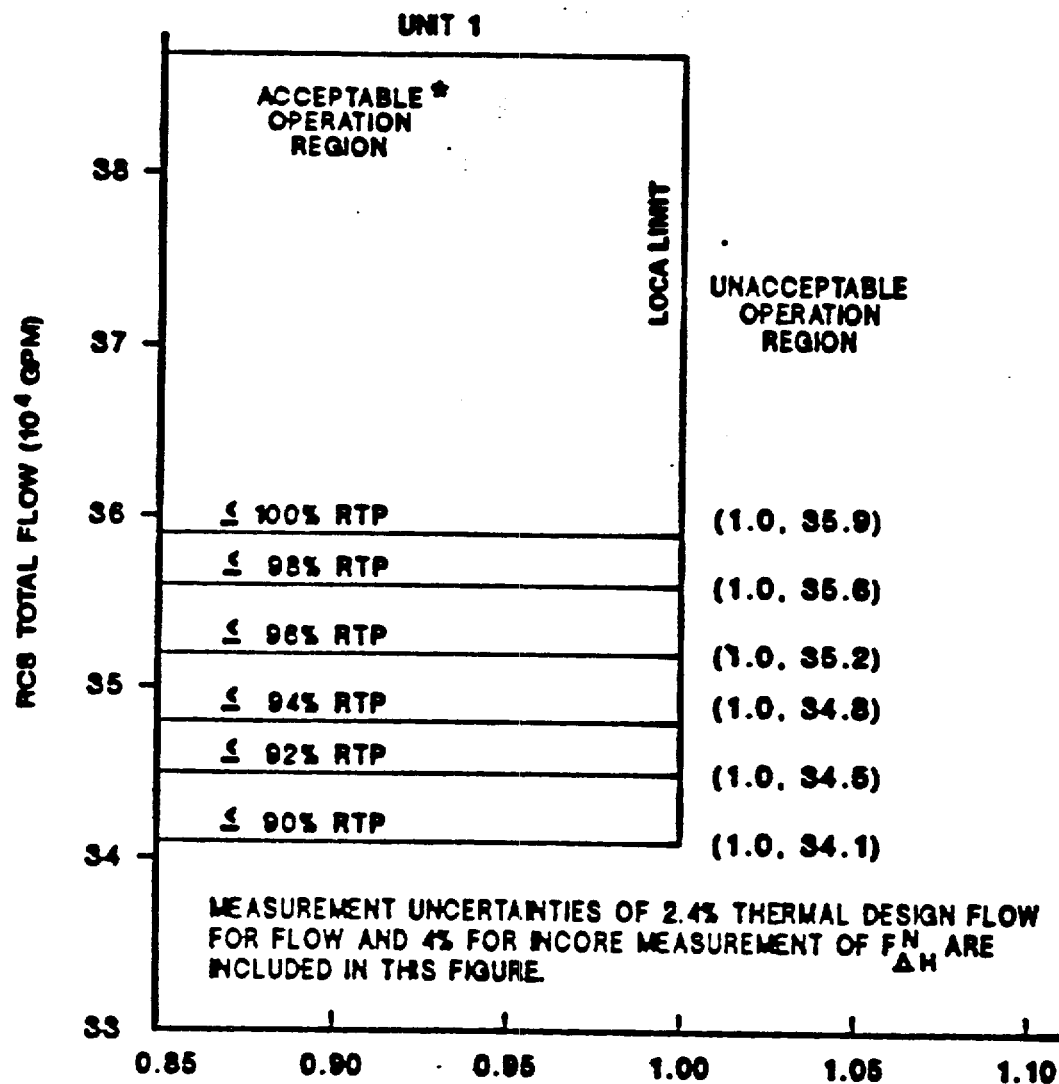 UNIT 1
ACCEPTABLE *
OPERATION
REGION
38
LOCA LIMIT
UNACCEPTABLE
OPERATION
REGION
37
RCS TOTAL FLOW (10⁴ GPM)
36
≤ 100% RTP
(1.0, 35.9)
≤ 98% RTP
(1.0, 35.6)
≤ 96% RTP
(1.0, 35.2)
35
≤ 94% RTP
(1.0, 34.8)
≤ 92% RTP
(1.0, 34.5)
≤ 90% RTP
(1.0, 34.1)
34
MEASUREMENT UNCERTAINTIES OF 2.4% THERMAL DESIGN FLOW
FOR FLOW AND 4% FOR INCORE MEASUREMENT OF F^N_ΔH ARE
INCLUDED IN THIS FIGURE.
33
0.85 0.90 0.95 1.00 1.05 1.10